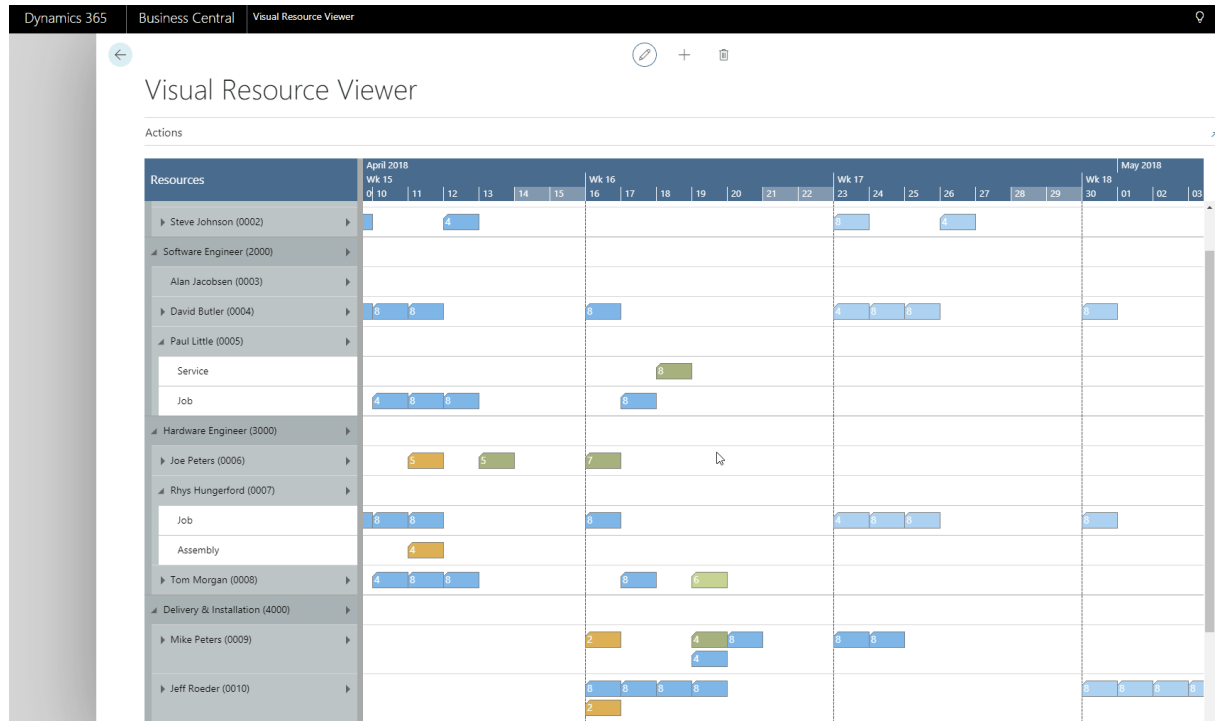 Dynamics 365 Business Central Visual Resource Viewer
Visual Resource Viewer
Actions
April 2018 May 2018
Resources Wk 15 Wk 16 Wk 17 Wk 18
0 10 11 12 13 14 15 16 17 18 19 20 21 22 23 24 25 26 27 28 29 30 01 02 03
Steve Johnson (0002) 4 8 4
Software Engineer (2000)
Alan Jacobsen (0003)
David Butler (0004) 8 8 8 4 8 8 8
Paul Little (0005)
Service 8
Job 4 8 8 8
Hardware Engineer (3000)
Joe Peters (0006) 5 5 7
Rhys Hungerford (0007)
Job 8 8 8 4 8 8 8
Assembly 4
Tom Morgan (0008) 4 8 8 8 6
Delivery & Installation (4000)
Mike Peters (0009) 2 4 8 8 8
4
Jeff Roeder (0010) 8 8 8 8 8 8 8 8
2